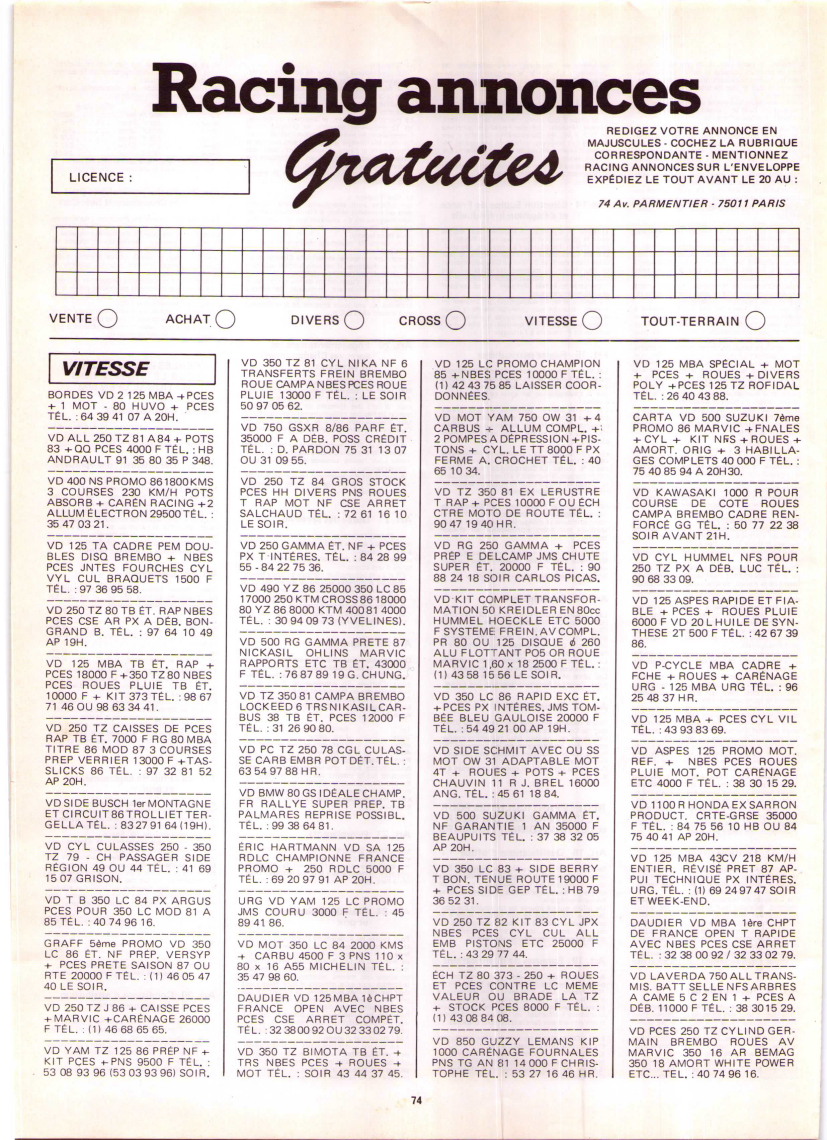 Racing annonces
Gratuites
LICENCE :
REDIGEZ VOTRE ANNONCE EN
MAJUSCULES - COCHEZ LA RUBRIQUE
CORRESPONDANTE - MENTIONNEZ
RACING ANNONCES SUR L'ENVELOPPE
EXPÉDIEZ LE TOUT AVANT LE 20 AU :
74 Av. PARMENTIER - 75011 PARIS
VENTE ACHAT DIVERS CROSS VITESSE TOUT-TERRAIN
VITESSE
BORDES VD 2 125 MBA + PCES
+ 1 MOT - 80 HUVO + PCES
TÉL. : 64 39 41 07 A 20H.
VD ALL 250 TZ 81 A 84 + POTS
83 + QQ PCES 4000 F TÉL. : HB
ANDRAULT 91 35 80 35 P 348.
VD 400 NS PROMO 86 1800 KMS
3 COURSES 230 KM/H POTS
ABSORB + CARÉN RACING +2
ALLUM ÉLECTRON 29500 TÉL. :
35 47 03 21.
VD 125 TA CADRE PEM DOU-
BLES DISQ BREMBO + NBES
PCES JNTES FOURCHES CYL
VYL CUL BRAQUETS 1500 F
TÉL. : 97 36 95 58.
VD 250 TZ 80 TB ÉT. RAP NBES
PCES CSE AR PX A DÉB. BON-
GRAND B. TÉL. : 97 64 10 49
AP 19H.
VD 125 MBA TB ÉT. RAP +
PCES 18000 F +350 TZ 80 NBES
PCES ROUES PLUIE TB ÉT.
10000 F + KIT 373 TÉL. : 98 67
71 46 OU 98 63 34 41.
VD 250 TZ CAISSES DE PCES
RAP TB ÉT. 7000 F RG 80 MBA
TITRE 86 MOD 87 3 COURSES
PREP VERRIER 13000 F +TAS-
SLICKS 86 TÉL. : 97 32 81 52
AP 20H.
VD SIDE BUSCH 1er MONTAGNE
ET CIRCUIT 86 TROLLIET TER-
GELLA TÉL. : 83 27 91 64 (19H).
VD CYL CULASSES 250 - 350
TZ 79 - CH PASSAGER SIDE
RÉGION 49 OU 44 TÉL. : 41 69
15 07 GRISON.
VD T B 350 LC 84 PX ARGUS
PCES POUR 350 LC MOD 81 A
85 TÉL. : 40 74 96 16.
GRAFF 5ème PROMO VD 350
LC 86 ÉT. NF PRÉP. VERSYP
+ PCES PRETE SAISON 87 OU
RTE 20000 F TÉL. : (1) 46 05 47
40 LE SOIR.
VD 250 TZ J 86 + CAISSE PCES
+MARVIC +CARÉNAGE 26000
F TÉL. : (1) 46 68 65 65.
VD YAM TZ 125 86 PRÉP NF +
KIT PCES +PNS 9500 F TÉL. :
53 08 93 96 (53 03 93 96) SOIR.
VD 350 TZ 81 CYL NIKA NF 6
TRANSFERTS FREIN BREMBO
ROUE CAMPA NBES PCES ROUE
PLUIE 13000 F TÉL. : LE SOIR
50 97 05 62.
VD 750 GSXR 8/86 PARF ÉT.
35000 F A DÉB. POSS CRÉDIT
TÉL. : D. PARDON 75 31 13 07
OU 31 09 55.
VD 250 TZ 84 GROS STOCK
PCES HH DIVERS PNS ROUES
T RAP MOT NF CSE ARRET
SALCHAUD TÉL. : 72 61 16 10
LE SOIR.
VD 250 GAMMA ÉT. NF + PCES
PX T INTÉRES. TÉL. : 84 28 99
55 - 84 22 75 36.
VD 490 YZ 86 25000 350 LC 85
17000 250 KTM CROSS 86 18000
80 YZ 86 8000 KTM 400 81 4000
TÉL. : 30 94 09 73 (YVELINES).
VD 500 RG GAMMA PRETE 87
NICKASIL OHLINS MARVIC
RAPPORTS ETC TB ÉT. 43000
F TÉL. : 76 87 89 19 G. CHUNG.
VD TZ 350 81 CAMPA BREMBO
LOCKEED 6 TRS NIKASIL CAR-
BUS 38 TB ÉT. PCES 12000 F
TÉL. : 31 26 90 80.
VD PC TZ 250 78 CGL CULAS-
SE CARB EMBR POT DÉT. TÉL. :
63 54 97 88 HR.
VD BMW 80 GS IDÉALE CHAMP.
FR RALLYE SUPER PREP. TB
PALMARES REPRISE POSSIBL.
TÉL. : 99 38 64 81.
ÉRIC HARTMANN VD SA 125
RDLC CHAMPIONNE FRANCE
PROMO + 250 RDLC 5000 F
TÉL. : 69 20 97 91 AP 20H.
URG VD YAM 125 LC PROMO
JMS COURU 3000 F TÉL. : 45
89 41 86.
VD MOT 350 LC 84 2000 KMS
+ CARBU 4500 F 3 PNS 110 x
80 x 16 A55 MICHELIN TÉL. :
35 47 98 60.
DAUDIER VD 125 MBA 1è CHPT
FRANCE OPEN AVEC NBES
PCES CSE ARRET COMPET.
TÉL. : 32 38 00 92 OU 32 33 02 79.
VD 350 TZ BIMOTA TB ÉT. +
TRS NBES PCES + ROUES +
MOT TÉL. : SOIR 43 44 37 45.
VD 125 LC PROMO CHAMPION
85 +NBES PCES 10000 F TÉL. :
(1) 42 43 75 85 LAISSER COOR-
DONNÉES.
VD MOT YAM 750 OW 31 + 4
CARBUS + ALLUM COMPL. +
2 POMPES A DÉPRESSION +PIS-
TONS + CYL. LE TT 8000 F PX
FERME A. CROCHET TÉL. : 40
65 10 34.
VD TZ 350 81 EX LERUSTRE
T RAP + PCES 10000 F OU ÉCH
CTRE MOTO DE ROUTE TÉL. :
90 47 19 40 HR.
VD RG 250 GAMMA + PCES
PRÉP E DELCAMP JMS CHUTE
SUPER ÉT. 20000 F TÉL. : 90
88 24 18 SOIR CARLOS PICAS.
VD KIT COMPLET TRANSFOR-
MATION 50 KREIDLER EN 80cc
HUMMEL HOECKLE ETC 5000
F SYSTEME FREIN, AV COMPL.
PR 80 OU 125 DISQUE ¢ 260
ALU FLOTTANT PO5 OR ROUE
MARVIC 1,60 x 18 2500 F TÉL. :
(1) 43 58 15 56 LE SOIR.
VD 350 LC 86 RAPID EXC ÉT.
+PCES PX INTÉRES. JMS TOM-
BÉE BLEU GAULOISE 20000 F
TÉL. : 54 49 21 00 AP 19H.
VD SIDE SCHMIT AVEC OU SS
MOT OW 31 ADAPTABLE MOT
4T + ROUES + POTS + PCES
CHAUVIN 11 R J. BREL 16000
ANG. TÉL. : 45 61 18 84.
VD 500 SUZUKI GAMMA ÉT.
NF GARANTIE 1 AN 35000 F
BEAUPUITS TÉL. : 37 38 32 05
AP 20H.
VD 350 LC 83 + SIDE BERRY
T BON. TENUE ROUTE 19000 F
+ PCES SIDE GEP TÉL. : HB 79
36 52 31.
VD 250 TZ 82 KIT 83 CYL JPX
NBES PCES CYL CUL ALL
EMB PISTONS ETC 25000 F
TÉL. : 43 29 77 44.
ÉCH TZ 80 373 - 250 + ROUES
ET PCES CONTRE LC MEME
VALEUR OU BRADE LA TZ
+ STOCK PCES 8000 F TÉL. :
(1) 43 08 84 08.
VD 850 GUZZY LEMANS KIP
1000 CARÉNAGE FOURNALES
PNS TG AN 81 14 000 F CHRIS-
TOPHE TÉL. : 53 27 16 46 HR.
VD 125 MBA SPÉCIAL + MOT
+ PCES + ROUES + DIVERS
POLY +PCES 125 TZ ROFIDAL
TÉL. : 26 40 43 88.
CARTA VD 500 SUZUKI 7ème
PROMO 86 MARVIC +FNALES
+ CYL + KIT NFS + ROUES +
AMORT. ORIG + 3 HABILLA-
GES COMPLETS 40 000 F TÉL. :
75 40 85 94 A 20H30.
VD KAWASAKI 1000 R POUR
COURSE DE COTE ROUES
CAMPA BREMBO CADRE REN-
FORCÉ GG TÉL. : 50 77 22 38
SOIR AVANT 21H.
VD CYL HUMMEL NFS POUR
250 TZ PX A DÉB. LUC TÉL. :
90 68 33 09.
VD 125 ASPES RAPIDE ET FIA-
BLE + PCES + ROUES PLUIE
6000 F VD 20 L HUILE DE SYN-
THESE 2T 500 F TÉL. : 42 67 39
86.
VD P-CYCLE MBA CADRE +
FCHE + ROUES + CARÉNAGE
URG - 125 MBA URG TÉL. : 96
25 48 37 HR.
VD 125 MBA + PCES CYL VIL
TÉL. : 43 93 83 69.
VD ASPES 125 PROMO MOT.
REF. + NBES PCES ROUES
PLUIE MOT. POT CARÉNAGE
ETC 4000 F TÉL. : 38 30 15 29.
VD 1100 R HONDA EX SARRON
PRODUCT. CRTE-GRSE 35000
F TÉL. : 84 75 56 10 HB OU 84
75 40 41 AP 20H.
VD 125 MBA 43CV 218 KM/H
ENTIER. RÉVISÉ PRET 87 AP-
PUI TECHNIQUE PX INTÉRES.
URG. TÉL. : (1) 69 24 97 47 SOIR
ET WEEK-END.
DAUDIER VD MBA 1ère CHPT
DE FRANCE OPEN T RAPIDE
AVEC NBES PCES CSE ARRET
TÉL. : 32 38 00 92 / 32 33 02 79.
VD LAVERDA 750 ALL TRANS-
MIS. BATT SELLE NFS ARBRES
A CAME 5 C 2 EN 1 + PCES A
DÉB. 11000 F TÉL. : 38 30 15 29.
VD PCES 250 TZ CYLIND GER-
MAIN BREMBO ROUES AV
MARVIC 350 16 AR BEMAG
350 18 AMORT WHITE POWER
ETC... TEL. : 40 74 96 16.
74